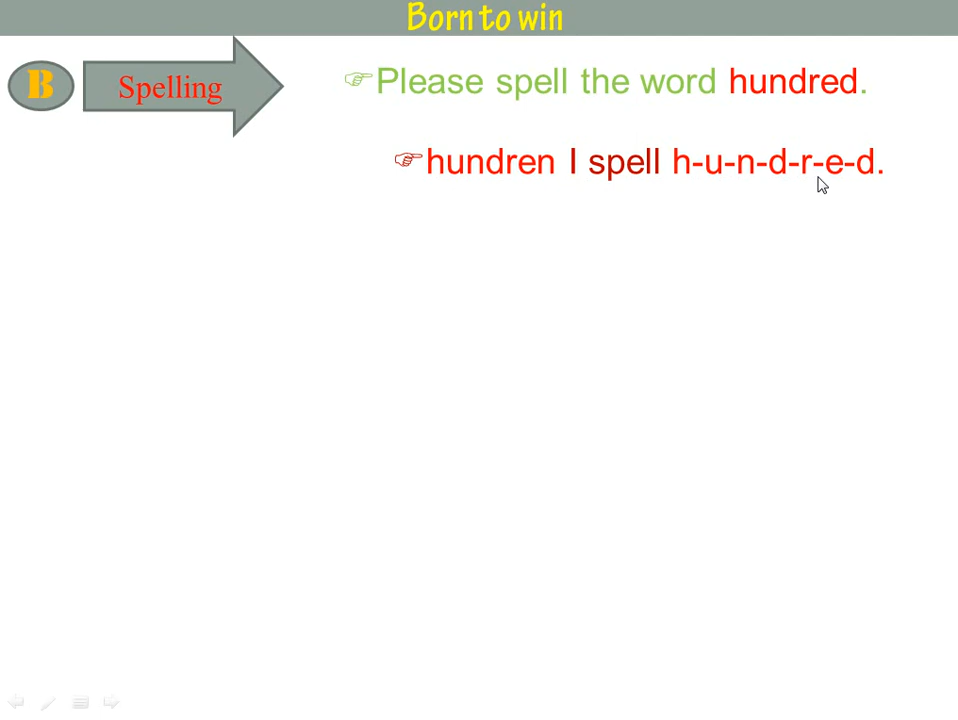 Born to win
B
Spelling
Please spell the word hundred.
hundren I spell h-u-n-d-r-e-d.